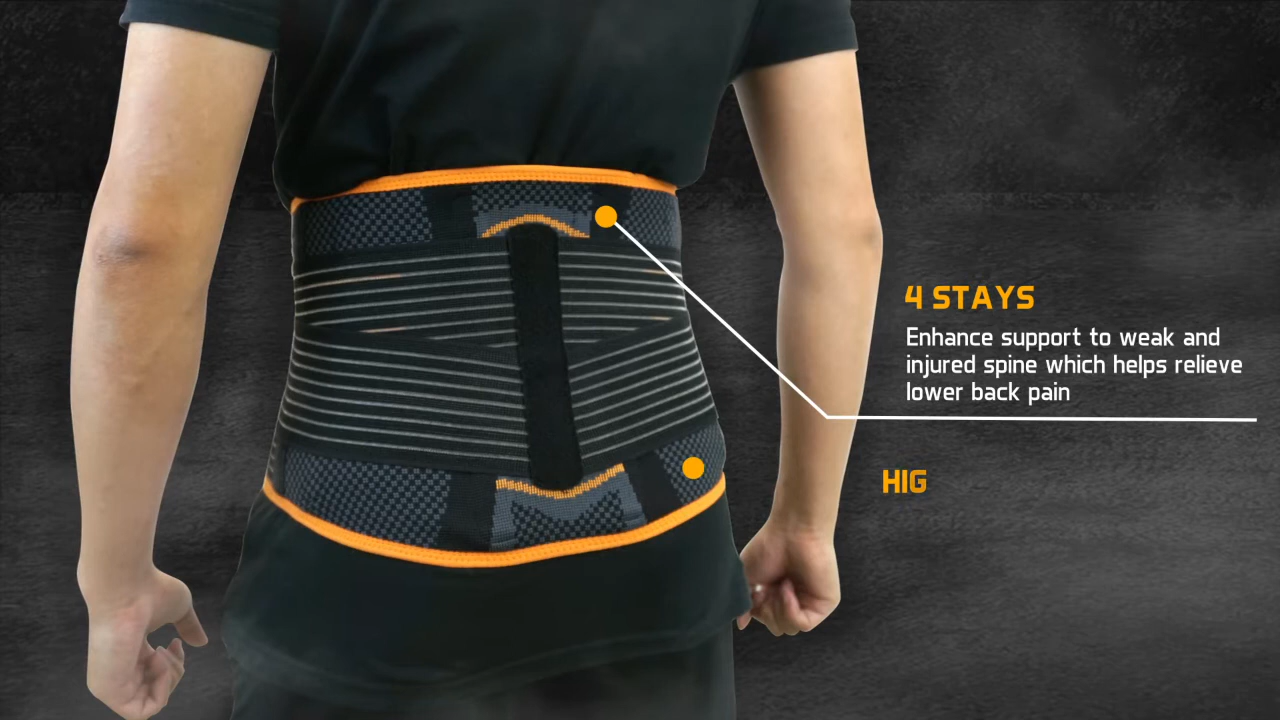 4 STAYS
Enhance support to weak and
injured spine which helps relieve
lower back pain
HIG